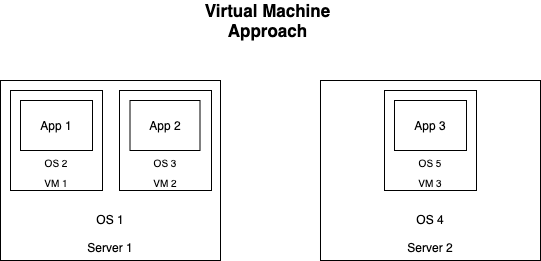 Virtual Machine
Approach
App 1
App 2
App 3
OS 2
OS 3
OS 5
VM 1
VM 2
VM 3
OS 1
OS 4
Server 1
Server 2